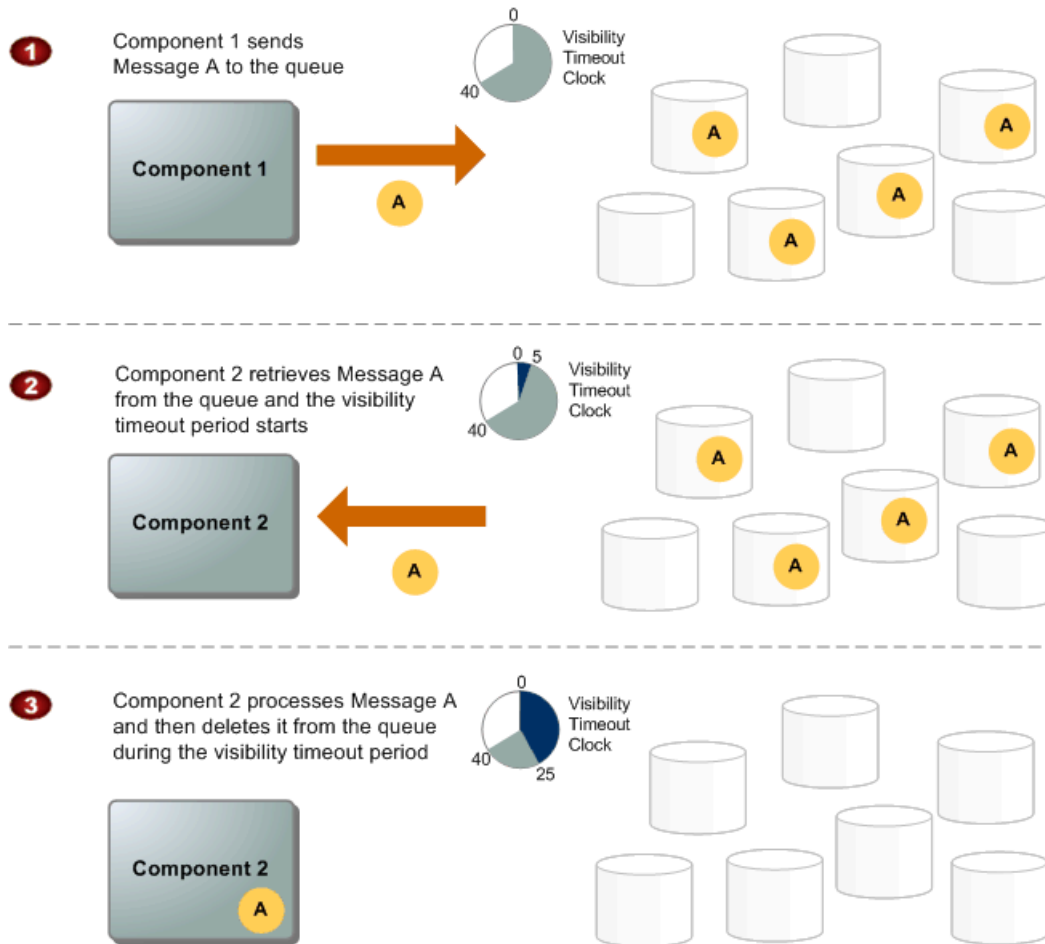 1
Component 1 sends
Message A to the queue
0
40
Visibility
Timeout
Clock
Component 1
A
A
A
A
A
2
Component 2 retrieves Message A
from the queue and the visibility
timeout period starts
0 5
40
Visibility
Timeout
Clock
Component 2
A
A
A
A
A
3
Component 2 processes Message A
and then deletes it from the queue
during the visibility timeout period
0
40
25
Visibility
Timeout
Clock
Component 2
A